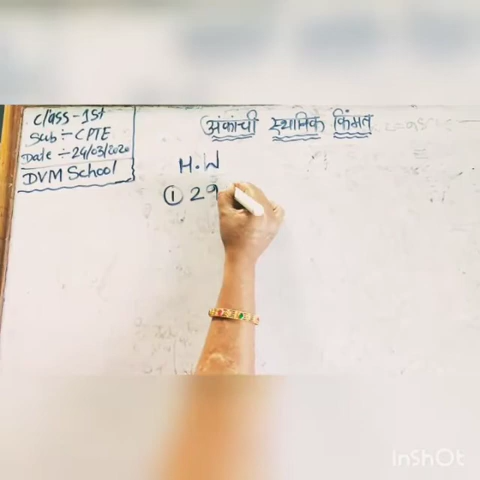 Class - 1st
Sub :- CPTE
Date :- 24/03/2020
DVM School
अंकांची स्थानिक किंमत
H.W
① 29
InShOt